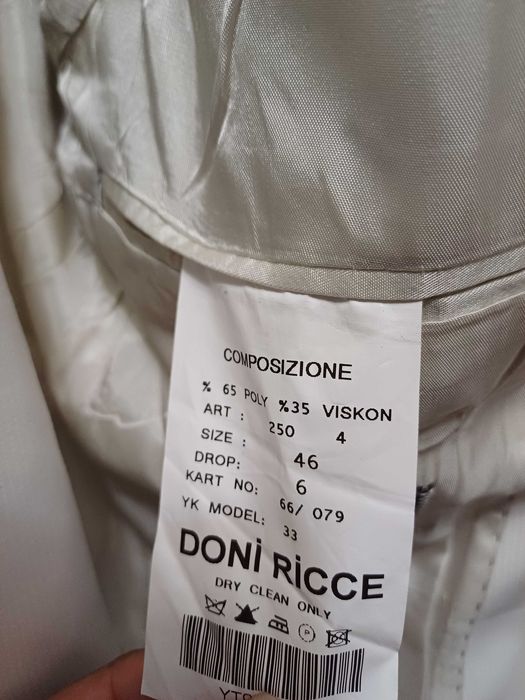 COMPOSIZIONE
% 65 POLY %35 VISKON
ART : 250 4
SIZE : 46
DROP: 6
KART NO: 66/ 079
YK MODEL: 33
DONİ RİCCE
DRY CLEAN ONLY
P